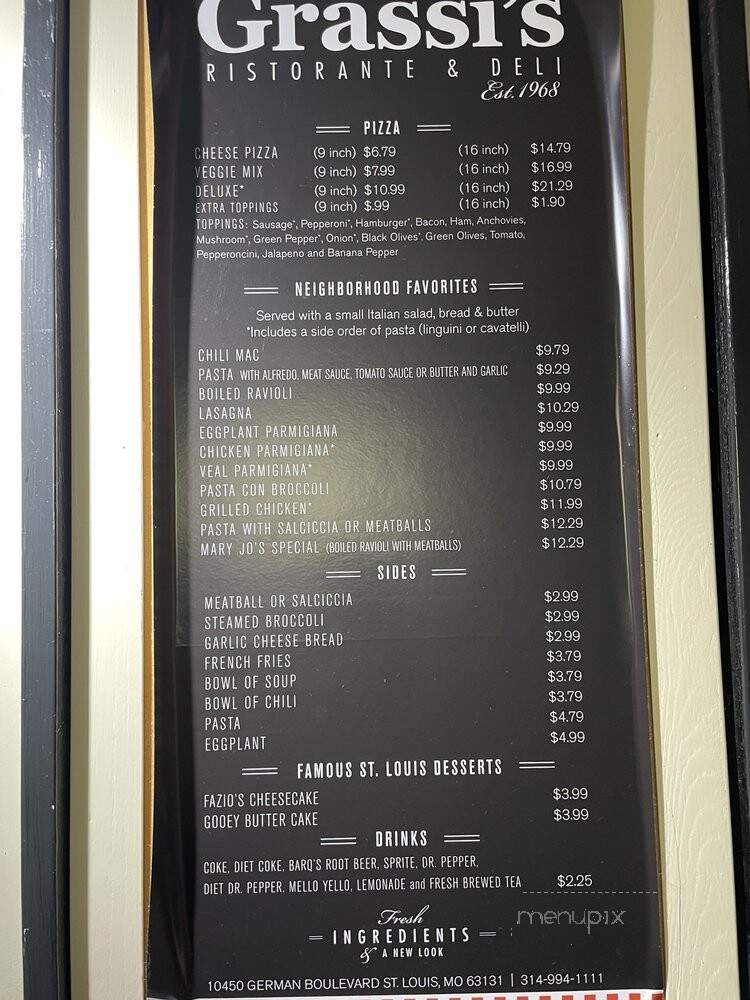 Grassi's
RISTORANTE & DELI
Est. 1968
PIZZA
CHEESE PIZZA (9 inch) $6.79 (16 inch) $14.79
VEGGIE MIX (9 inch) $7.99 (16 inch) $16.99
DELUXE* (9 inch) $10.99 (16 inch) $21.29
EXTRA TOPPINGS (9 inch) $.99 (16 inch) $1.90
TOPPINGS: Sausage*, Pepperoni*, Hamburger*, Bacon, Ham, Anchovies,
Mushroom*, Green Pepper*, Onion*, Black Olives*. Green Olives, Tomato,
Pepperoncini, Jalapeno and Banana Pepper
NEIGHBORHOOD FAVORITES
Served with a small Italian salad, bread & butter
*Includes a side order of pasta (linguini or cavatelli)
CHILI MAC $9.79
PASTA WITH ALFREDO, MEAT SAUCE, TOMATO SAUCE OR BUTTER AND GARLIC $9.29
BOILED RAVIOLI $9.99
LASAGNA $10.29
EGGPLANT PARMIGIANA $9.99
CHICKEN PARMIGIANA* $9.99
VEAL PARMIGIANA* $9.99
PASTA CON BROCCOLI $10.79
GRILLED CHICKEN* $11.99
PASTA WITH SALCICCIA OR MEATBALLS $12.29
MARY JO'S SPECIAL (BOILED RAVIOLI WITH MEATBALLS) $12.29
SIDES
MEATBALL OR SALCICCIA $2.99
STEAMED BROCCOLI $2.99
GARLIC CHEESE BREAD $2.99
FRENCH FRIES $3.79
BOWL OF SOUP $3.79
BOWL OF CHILI $3.79
PASTA $4.79
EGGPLANT $4.99
FAMOUS ST. LOUIS DESSERTS
FAZIO'S CHEESECAKE $3.99
GOOEY BUTTER CAKE $3.99
DRINKS
COKE, DIET COKE, BARQ'S ROOT BEER, SPRITE, DR. PEPPER,
DIET DR. PEPPER, MELLO YELLO, LEMONADE and FRESH BREWED TEA $2.25
menupix
Fresh
INGREDIENTS
& A NEW LOOK
10450 GERMAN BOULEVARD ST. LOUIS, MO 63131 | 314-994-1111